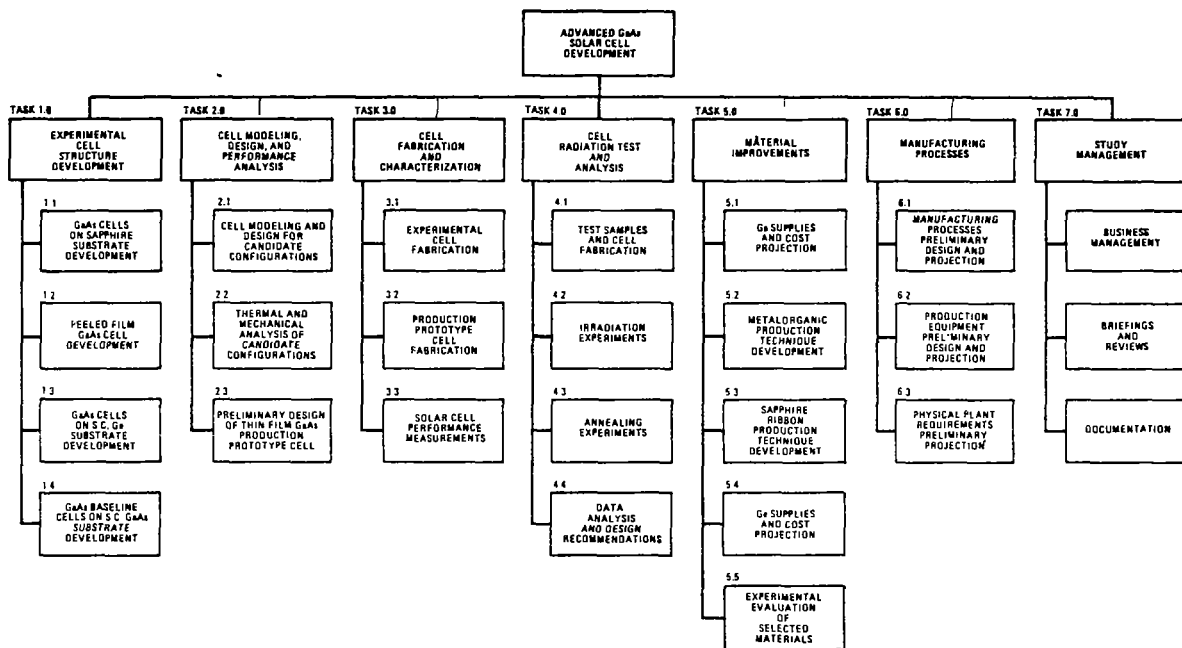 ADVANCED GaAs
SOLAR CELL
DEVELOPMENT
TASK 1.0
EXPERIMENTAL
CELL
STRUCTURE
DEVELOPMENT
1.1
GaAs CELLS
ON SAPPHIRE
SUBSTRATE
DEVELOPMENT
1.2
PEELED FILM
GaAs CELL
DEVELOPMENT
1.3
GaAs CELLS
ON S.C. Ge
SUBSTRATE
DEVELOPMENT
1.4
GaAs BASELINE
CELLS ON S.C. GaAs
SUBSTRATE
DEVELOPMENT
TASK 2.0
CELL MODELING,
DESIGN, AND
PERFORMANCE
ANALYSIS
2.1
CELL MODELING AND
DESIGN FOR
CANDIDATE
CONFIGURATIONS
2.2
THERMAL AND
MECHANICAL
ANALYSIS OF
CANDIDATE
CONFIGURATIONS
2.3
PRELIMINARY DESIGN
OF THIN FILM GaAs
PRODUCTION
PROTOTYPE CELL
TASK 3.0
CELL
FABRICATION
AND
CHARACTERIZATION
3.1
EXPERIMENTAL
CELL
FABRICATION
3.2
PRODUCTION
PROTOTYPE
CELL
FABRICATION
3.3
SOLAR CELL
PERFORMANCE
MEASUREMENTS
TASK 4.0
CELL
RADIATION TEST
AND
ANALYSIS
4.1
TEST SAMPLES
AND CELL
FABRICATION
4.2
IRRADIATION
EXPERIMENTS
4.3
ANNEALING
EXPERIMENTS
4.4
DATA
ANALYSIS
AND DESIGN
RECOMMENDATIONS
TASK 5.0
MATERIAL
IMPROVEMENTS
5.1
Ga SUPPLIES
AND COST
PROJECTION
5.2
METALORGANIC
PRODUCTION
TECHNIQUE
DEVELOPMENT
5.3
SAPPHIRE
RIBBON
PRODUCTION
TECHNIQUE
DEVELOPMENT
5.4
Ge SUPPLIES
AND COST
PROJECTION
5.5
EXPERIMENTAL
EVALUATION
OF
SELECTED
MATERIALS
TASK 6.0
MANUFACTURING
PROCESSES
6.1
MANUFACTURING
PROCESSES
PRELIMINARY
DESIGN AND
PROJECTION
6.2
PRODUCTION
EQUIPMENT
PRELIMINARY
DESIGN AND
PROJECTION
6.3
PHYSICAL PLANT
REQUIREMENTS
PRELIMINARY
PROJECTION
TASK 7.0
STUDY
MANAGEMENT
BUSINESS
MANAGEMENT
BRIEFINGS
AND
REVIEWS
DOCUMENTATION